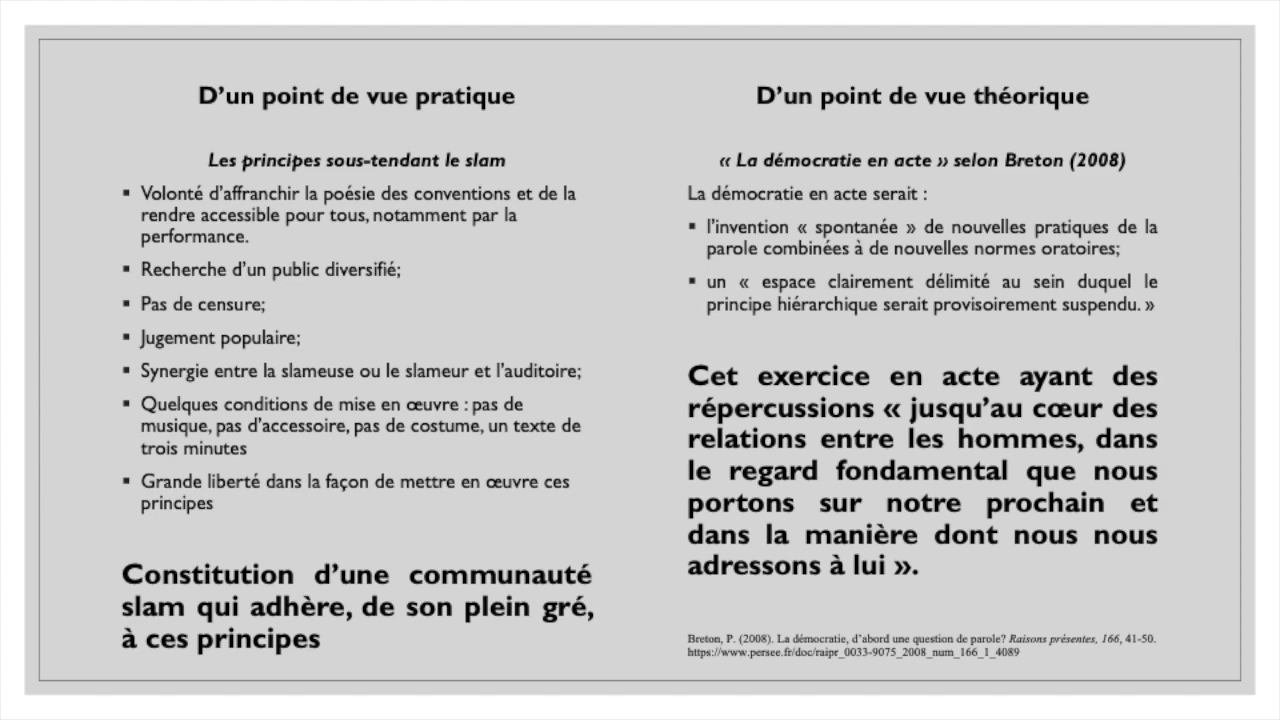 D’un point de vue pratique
Les principes sous-tendant le slam
▪ Volonté d’affranchir la poésie des conventions et de la
rendre accessible pour tous, notamment par la
performance.
▪ Recherche d’un public diversifié;
▪ Pas de censure;
▪ Jugement populaire;
▪ Synergie entre la slameuse ou le slameur et l’auditoire;
▪ Quelques conditions de mise en œuvre : pas de
musique, pas d’accessoire, pas de costume, un texte de
trois minutes
▪ Grande liberté dans la façon de mettre en œuvre ces
principes
Constitution d’une communauté
slam qui adhère, de son plein gré,
à ces principes
D’un point de vue théorique
« La démocratie en acte » selon Breton (2008)
La démocratie en acte serait :
▪ l’invention « spontanée » de nouvelles pratiques de la
parole combinées à de nouvelles normes oratoires;
▪ un « espace clairement délimité au sein duquel le
principe hiérarchique serait provisoirement suspendu. »
Cet exercice en acte ayant des
répercussions « jusqu’au cœur des
relations entre les hommes, dans
le regard fondamental que nous
portons sur notre prochain et
dans la manière dont nous nous
adressons à lui ».
Breton, P. (2008). La démocratie, d’abord une question de parole? Raisons présentes, 166, 41-50.
https://www.persee.fr/doc/raipr_0033-9075_2008_num_166_1_4089